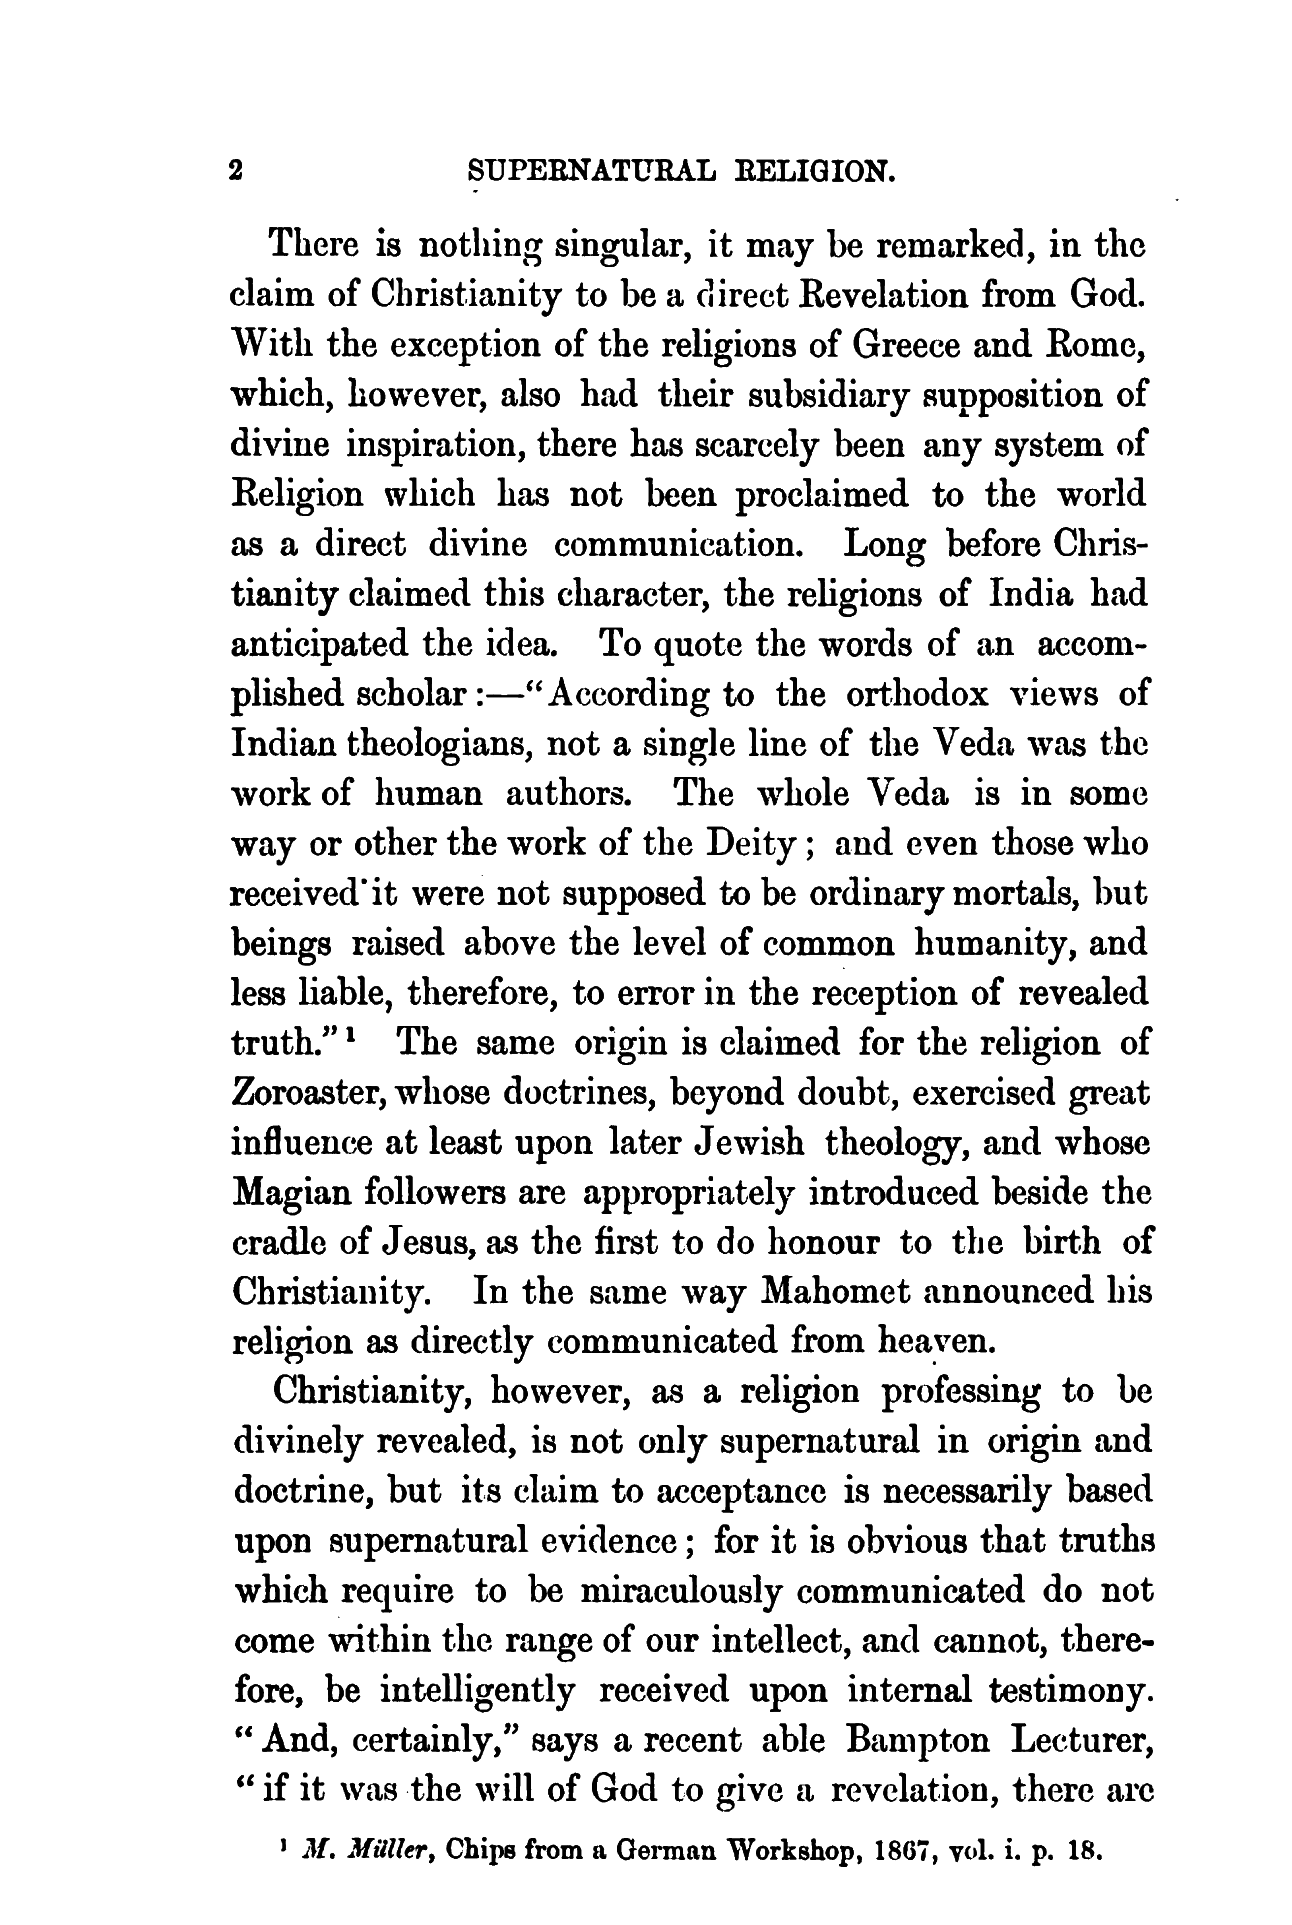 2 SUPERNATURAL RELIGION.
There is nothing singular, it may be remarked, in the
claim of Christianity to be a direct Revelation from God.
With the exception of the religions of Greece and Rome,
which, however, also had their subsidiary supposition of
divine inspiration, there has scarcely been any system of
Religion which has not been proclaimed to the world
as a direct divine communication. Long before Chris-
tianity claimed this character, the religions of India had
anticipated the idea. To quote the words of an accom-
plished scholar:—“According to the orthodox views of
Indian theologians, not a single line of the Veda was the
work of human authors. The whole Veda is in some
way or other the work of the Deity; and even those who
received it were not supposed to be ordinary mortals, but
beings raised above the level of common humanity, and
less liable, therefore, to error in the reception of revealed
truth.”¹ The same origin is claimed for the religion of
Zoroaster, whose doctrines, beyond doubt, exercised great
influence at least upon later Jewish theology, and whose
Magian followers are appropriately introduced beside the
cradle of Jesus, as the first to do honour to the birth of
Christianity. In the same way Mahomet announced his
religion as directly communicated from heaven.
Christianity, however, as a religion professing to be
divinely revealed, is not only supernatural in origin and
doctrine, but its claim to acceptance is necessarily based
upon supernatural evidence; for it is obvious that truths
which require to be miraculously communicated do not
come within the range of our intellect, and cannot, there-
fore, be intelligently received upon internal testimony.
“And, certainly,” says a recent able Bampton Lecturer,
“if it was the will of God to give a revelation, there are
¹ M. Müller, Chips from a German Workshop, 1867, vol. i. p. 18.